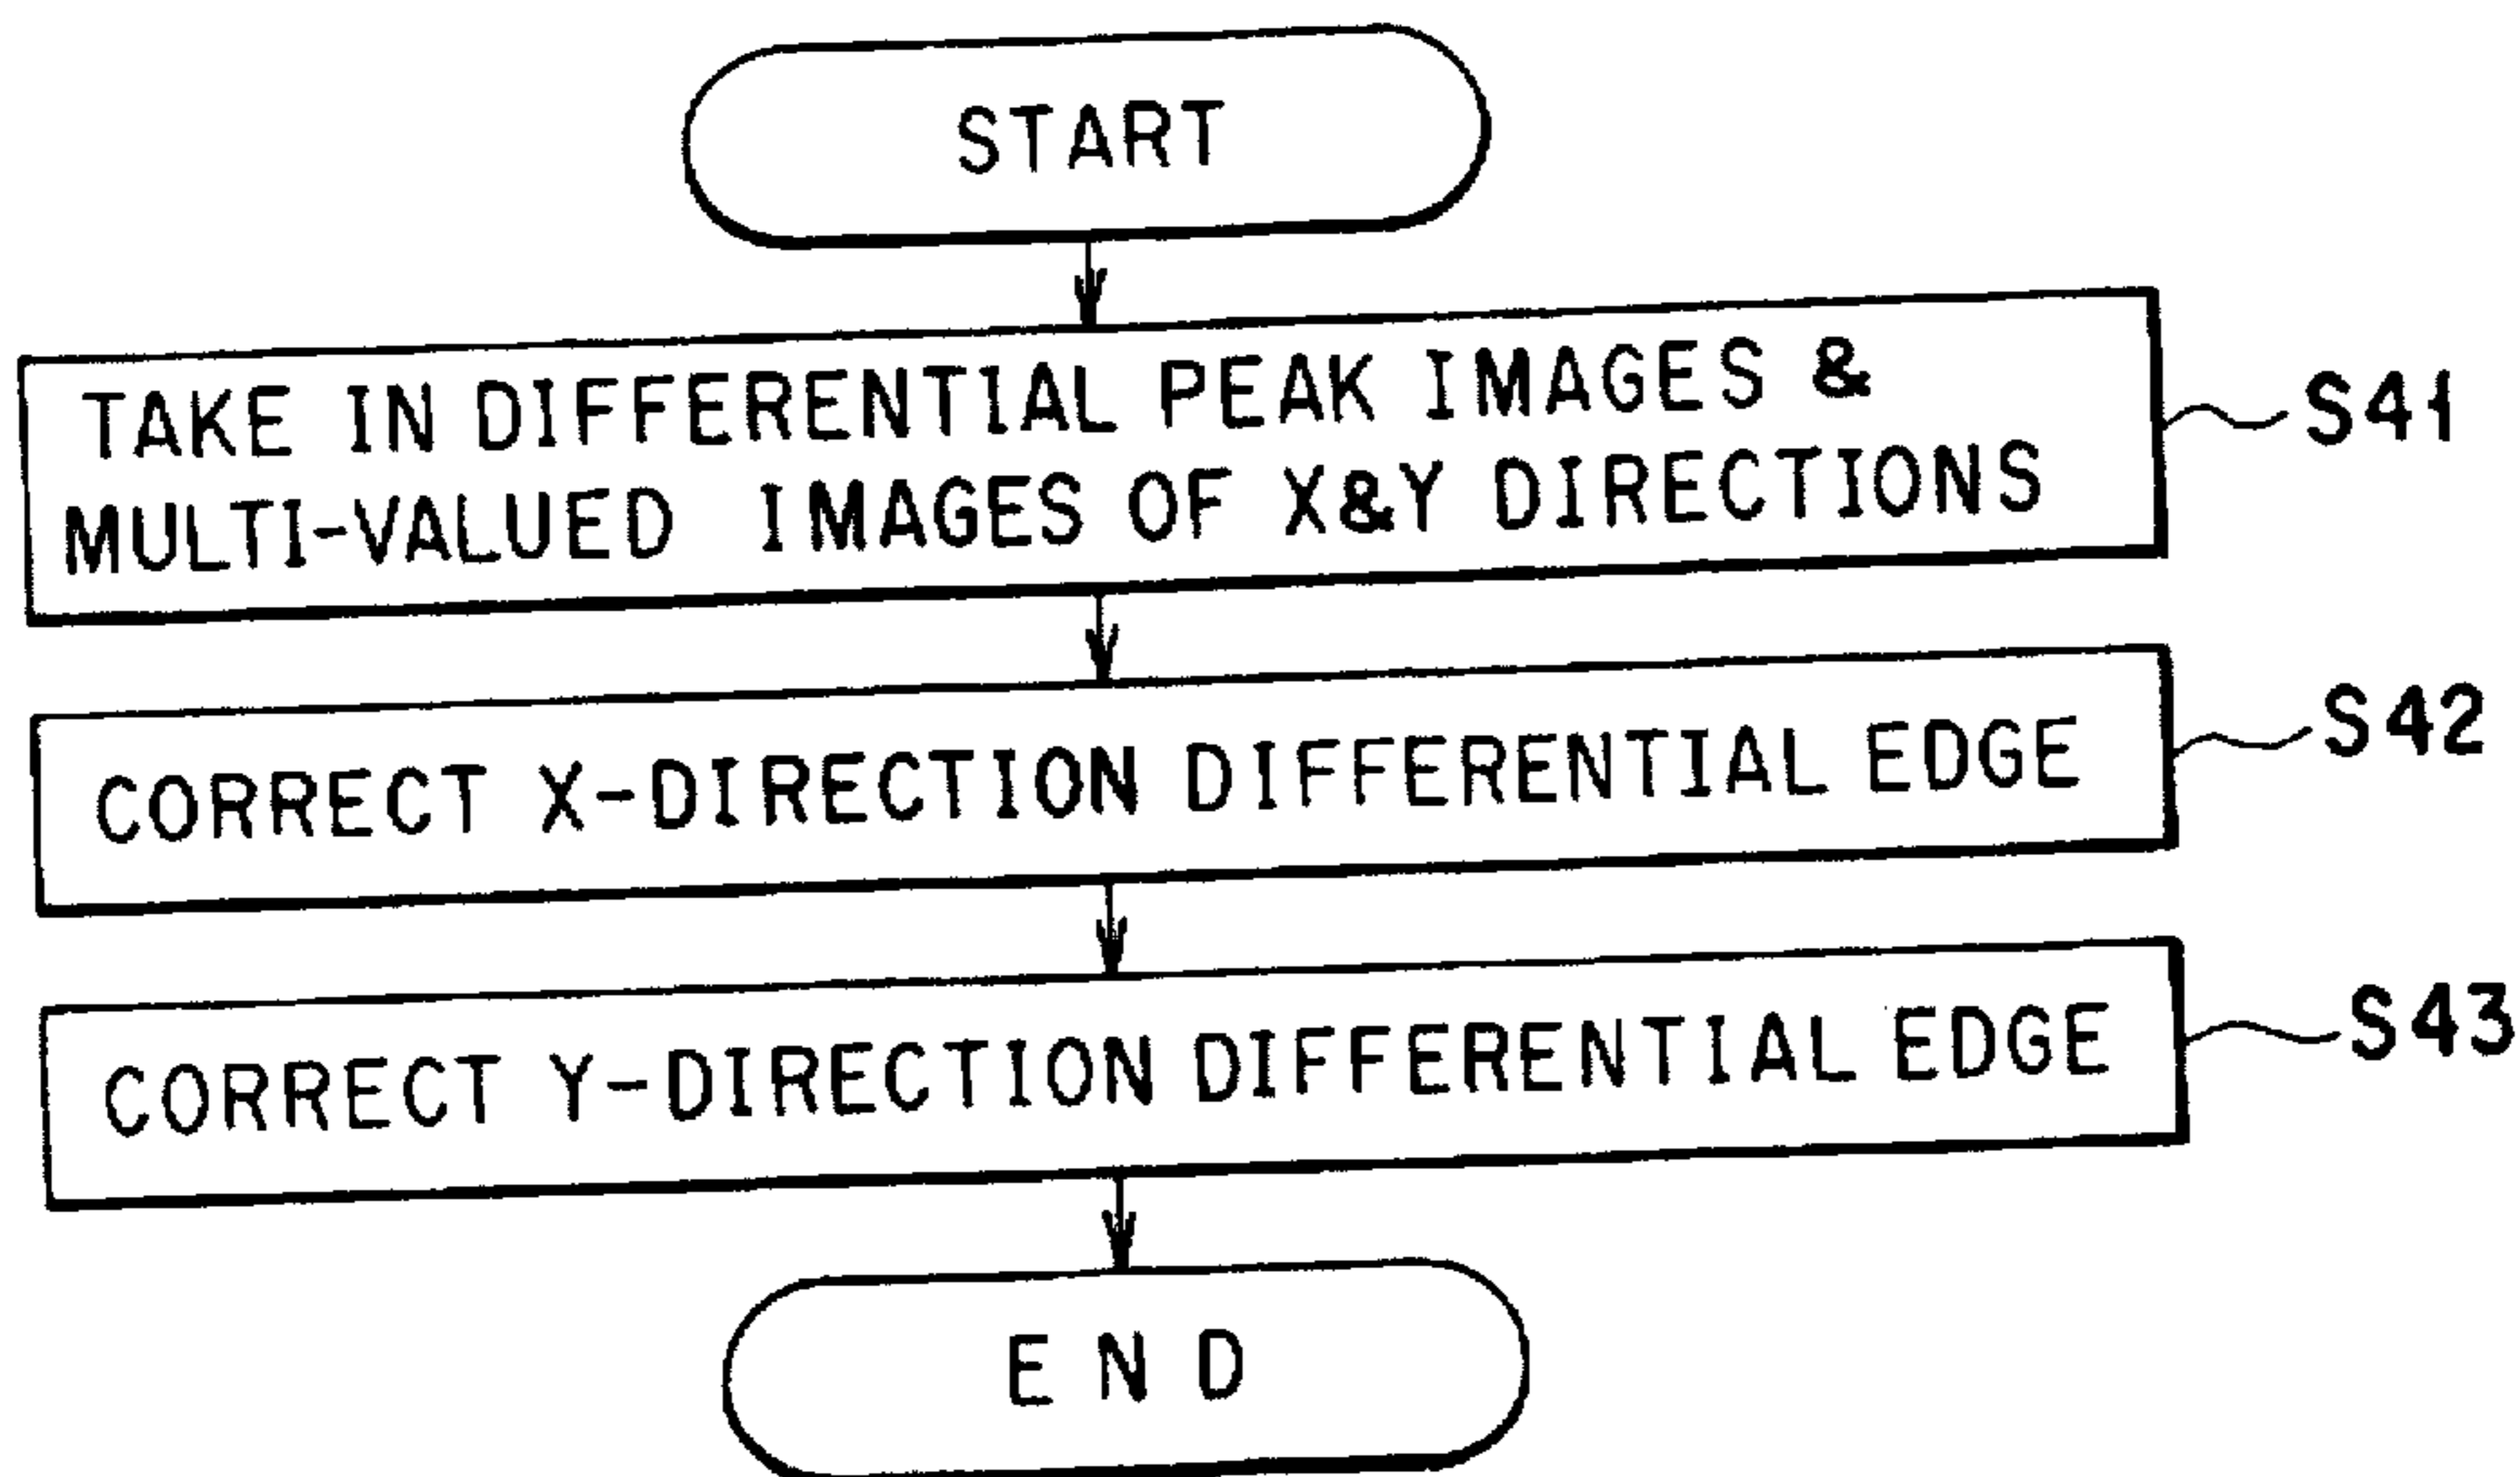 START
TAKE IN DIFFERENTIAL PEAK IMAGES &
MULTI-VALUED IMAGES OF X&Y DIRECTIONS
S41
CORRECT X-DIRECTION DIFFERENTIAL EDGE
S42
CORRECT Y-DIRECTION DIFFERENTIAL EDGE
S43
END